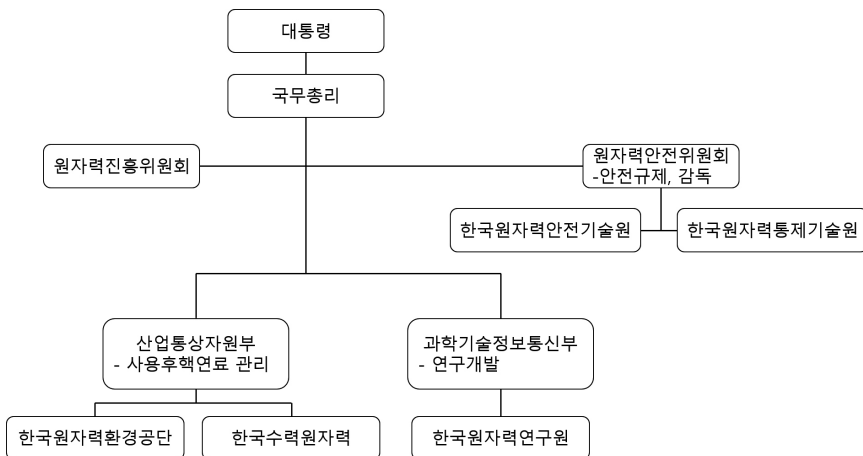 대통령
국무총리
원자력진흥위원회
원자력안전위원회
-안전규제, 감독
한국원자력안전기술원
한국원자력통제기술원
산업통상자원부
- 사용후핵연료 관리
과학기술정보통신부
- 연구개발
한국원자력환경공단
한국수력원자력
한국원자력연구원